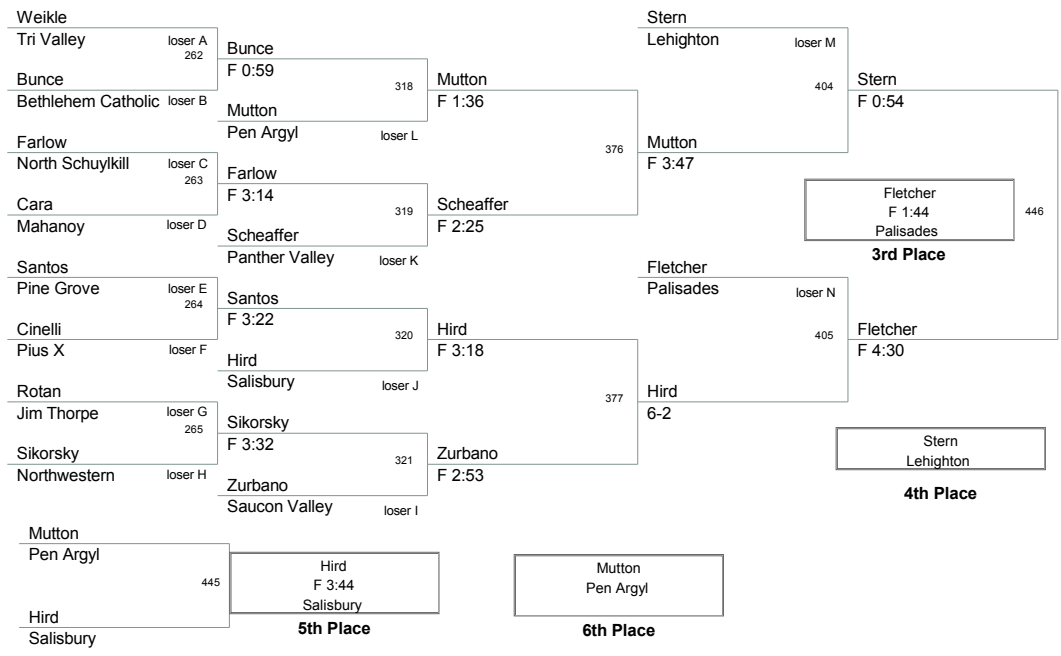 Weikle
Tri Valley
loser A
262
Bunce
Bethlehem Catholic
loser B
Farlow
North Schuylkill
loser C
263
Cara
Mahanoy
loser D
Santos
Pine Grove
loser E
264
Cinelli
Pius X
loser F
Rotan
Jim Thorpe
loser G
265
Sikorsky
Northwestern
loser H
Bunce
F 0:59
318
Mutton
Pen Argyl
loser L
Farlow
F 3:14
319
Scheaffer
Panther Valley
loser K
Santos
F 3:22
320
Hird
Salisbury
loser J
Sikorsky
F 3:32
321
Zurbano
Saucon Valley
loser I
Mutton
F 1:36
376
Scheaffer
F 2:25
Hird
F 3:18
377
Zurbano
F 2:53
Stern
Lehighton
loser M
404
Mutton
F 3:47
Fletcher
Palisades
loser N
405
Hird
6-2
Stern
F 0:54
Fletcher
F 1:44
Palisades
446
3rd Place
Fletcher
F 4:30
Stern
Lehighton
4th Place
Mutton
Pen Argyl
445
Hird
Salisbury
Hird
F 3:44
Salisbury
5th Place
Mutton
Pen Argyl
6th Place